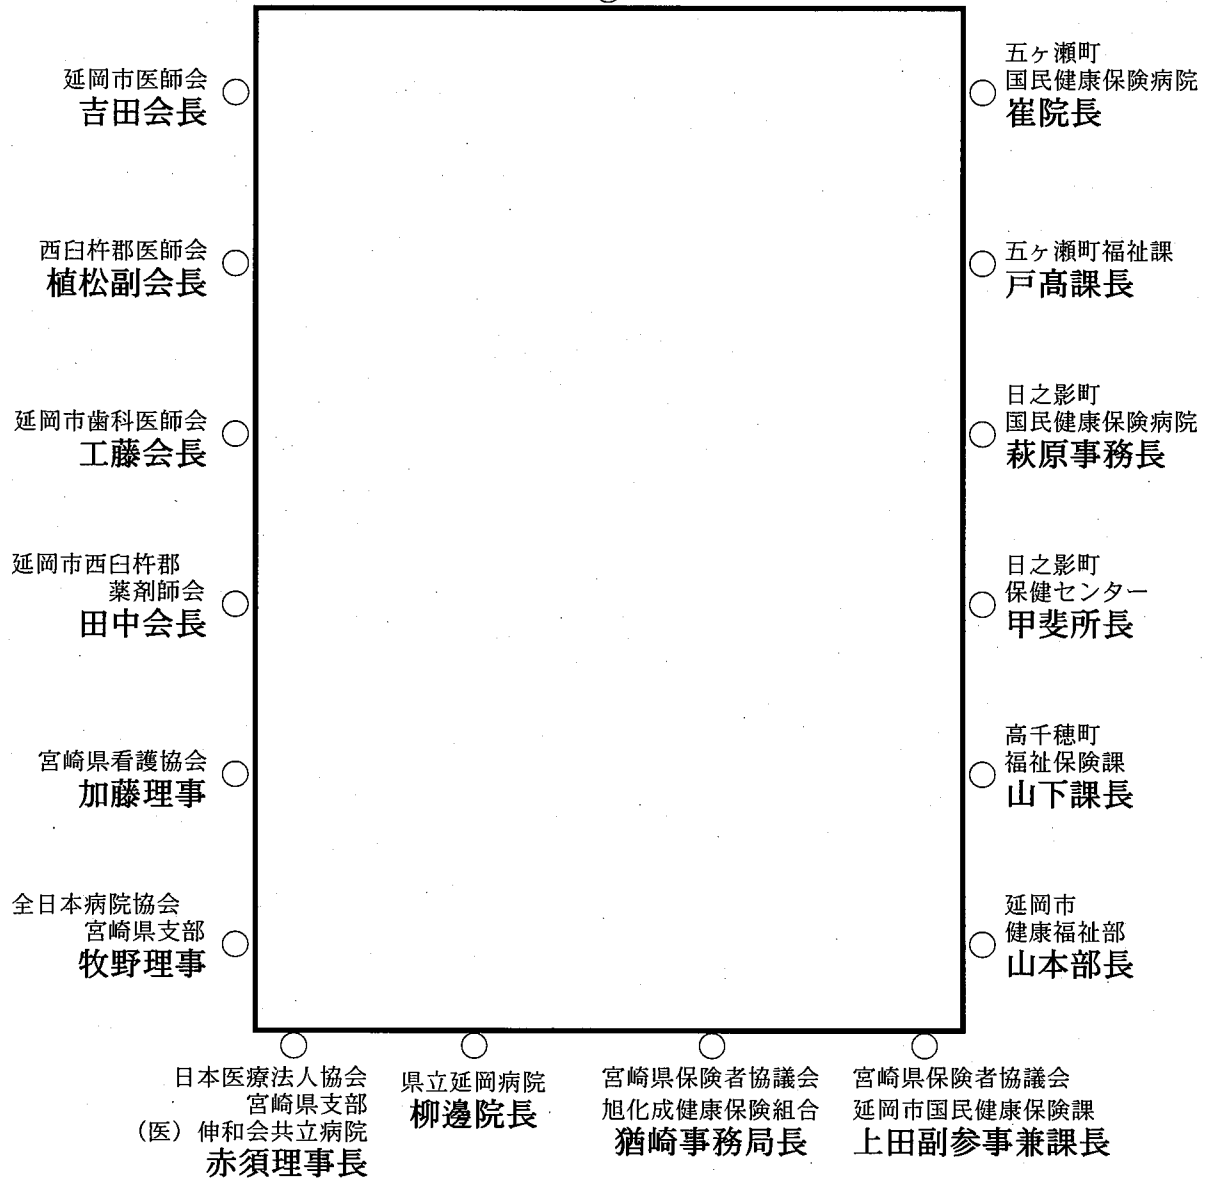 延岡市医師会
吉田会長
西臼杵郡医師会
植松副会長
延岡市歯科医師会
工藤会長
延岡市西臼杵郡
薬剤師会
田中会長
宮崎県看護協会
加藤理事
全日本病院協会
宮崎県支部
牧野理事
五ヶ瀬町
国民健康保険病院
崔院長
五ヶ瀬町福祉課
戸髙課長
日之影町
国民健康保険病院
萩原事務長
日之影町
保健センター
甲斐所長
高千穂町
福祉保険課
山下課長
延岡市
健康福祉部
山本部長
日本医療法人協会
宮崎県支部
（医）伸和会共立病院
赤須理事長
県立延岡病院
柳邊院長
宮崎県保険者協議会
旭化成健康保険組合
猶崎事務局長
宮崎県保険者協議会
延岡市国民健康保険課
上田副参事兼課長